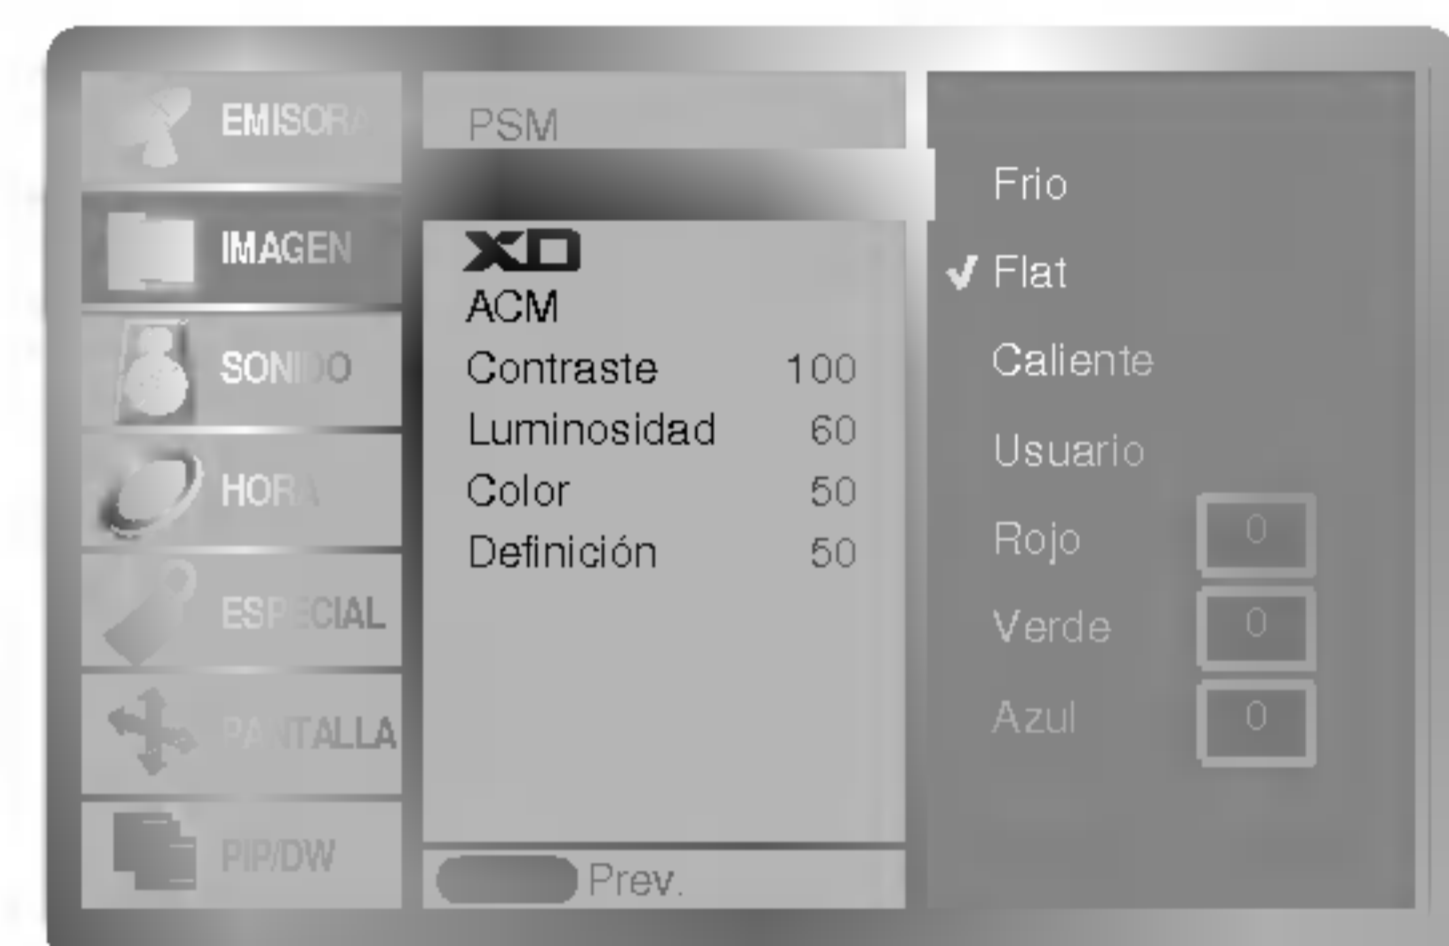 EMISORA
IMAGEN
SONIDO
HORA
ESPECIAL
PANTALLA
PIP/DW
PSM
XD
ACM
Contraste 100
Luminosidad 60
Color 50
Definición 50
Prev.
Frio
✓ Flat
Caliente
Usuario
Rojo 0
Verde 0
Azul 0